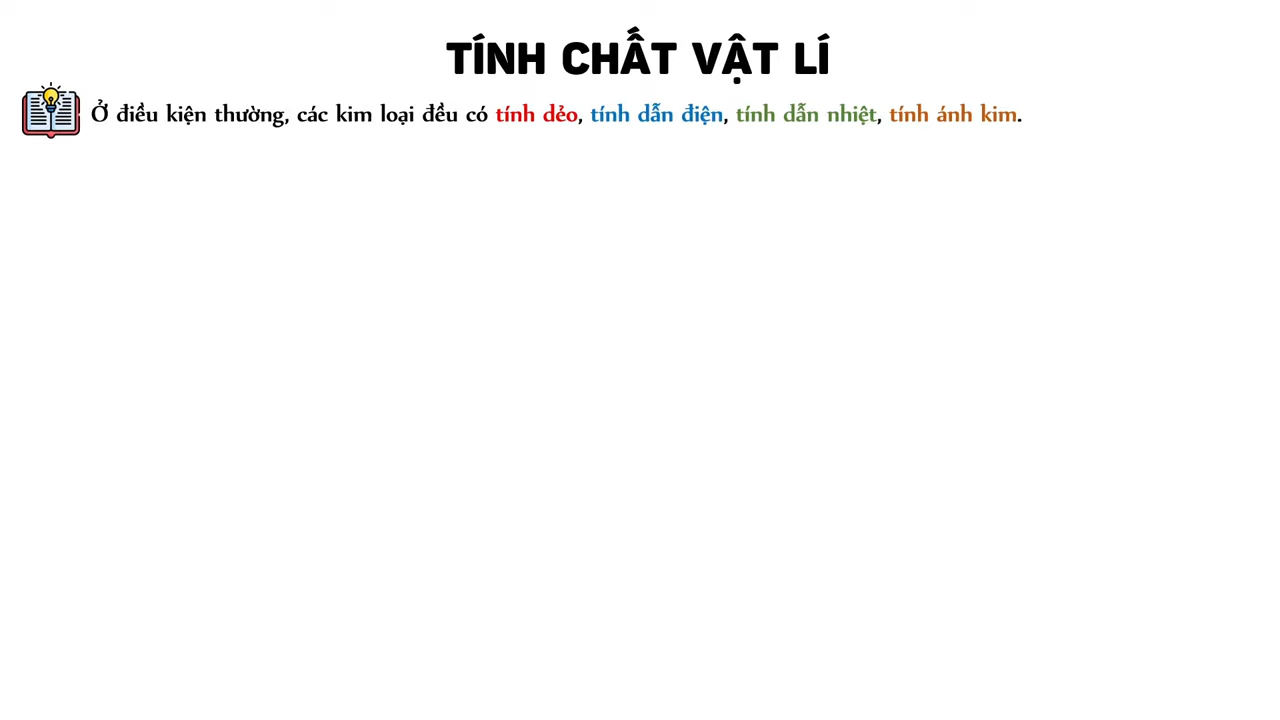 TÍNH CHẤT VẬT LÍ
Ở điều kiện thường, các kim loại đều có tính dẻo, tính dẫn điện, tính dẫn nhiệt, tính ánh kim.